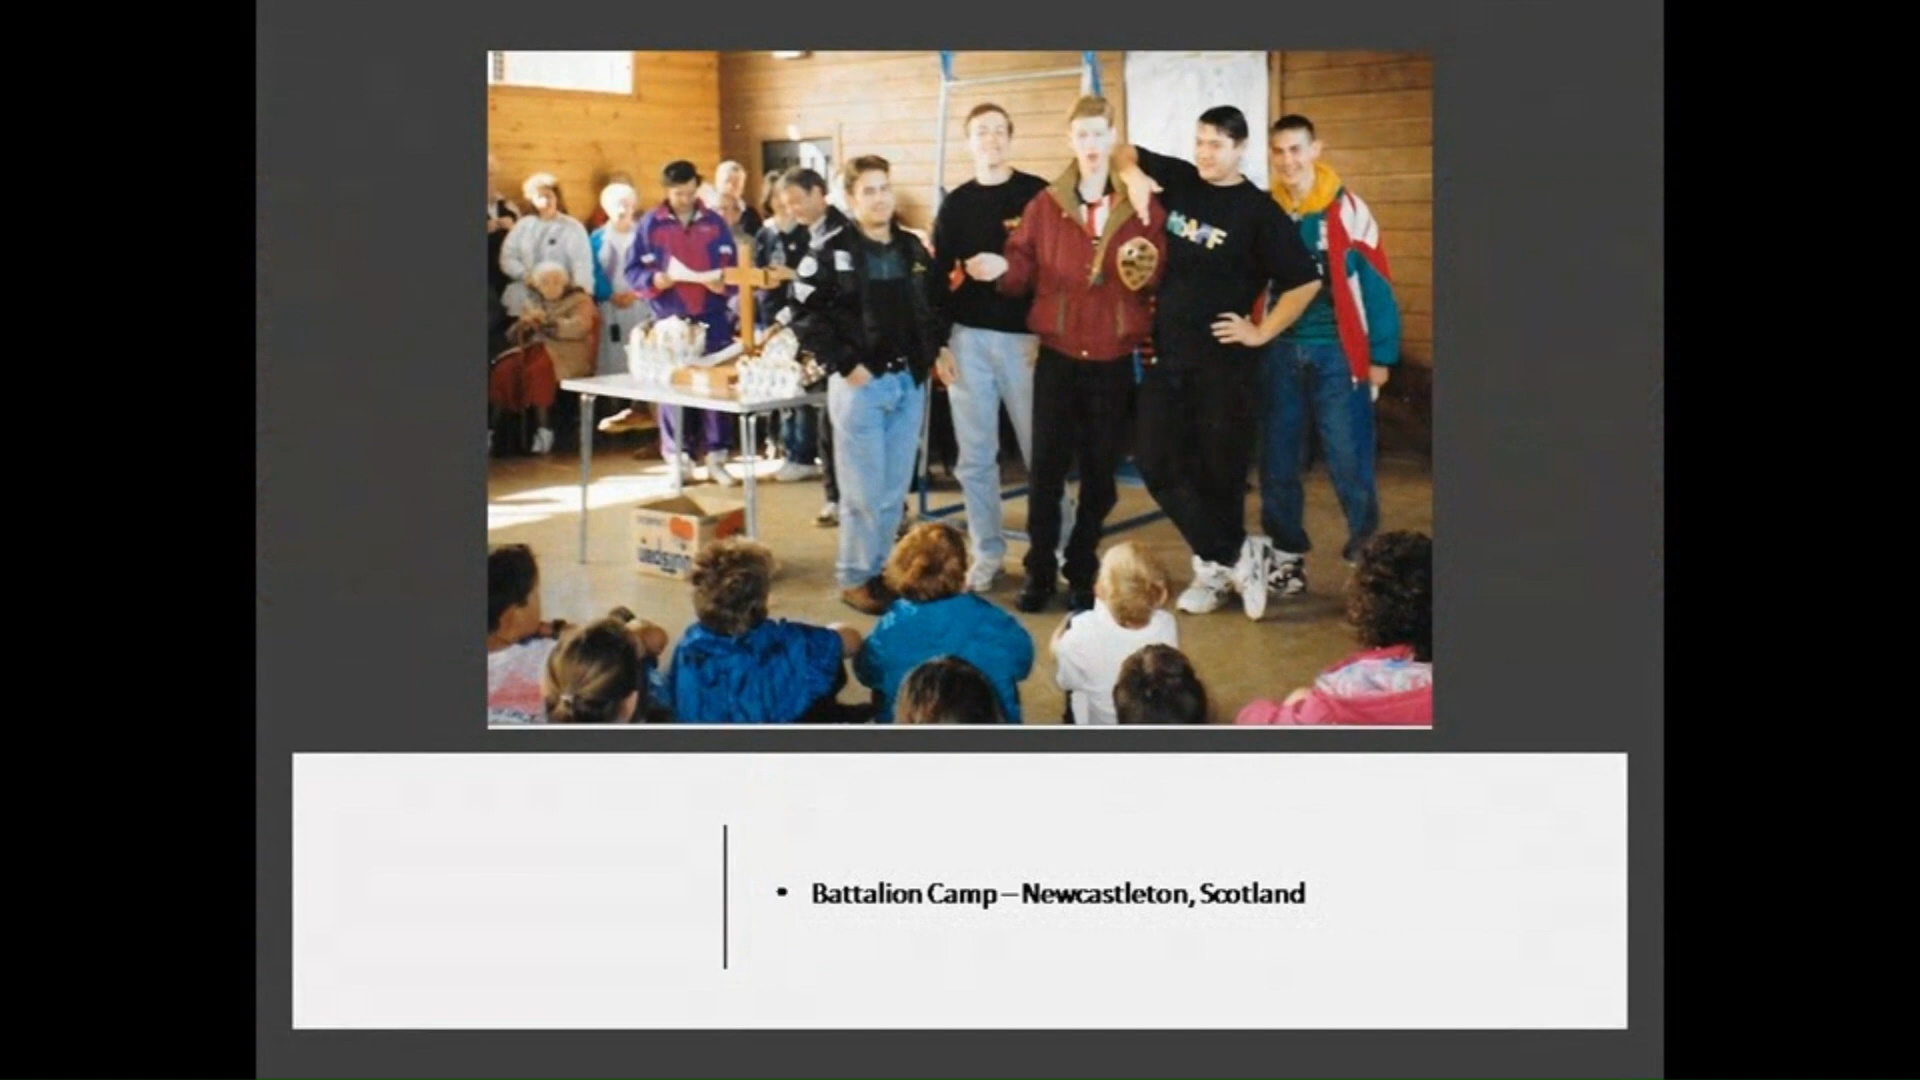 • Battalion Camp – Newcastleton, Scotland